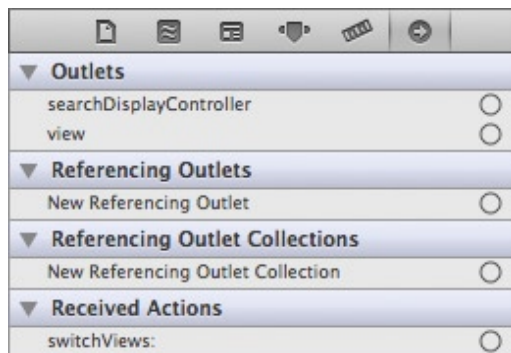 Outlets
searchDisplayController
view
Referencing Outlets
New Referencing Outlet
Referencing Outlet Collections
New Referencing Outlet Collection
Received Actions
switchViews: